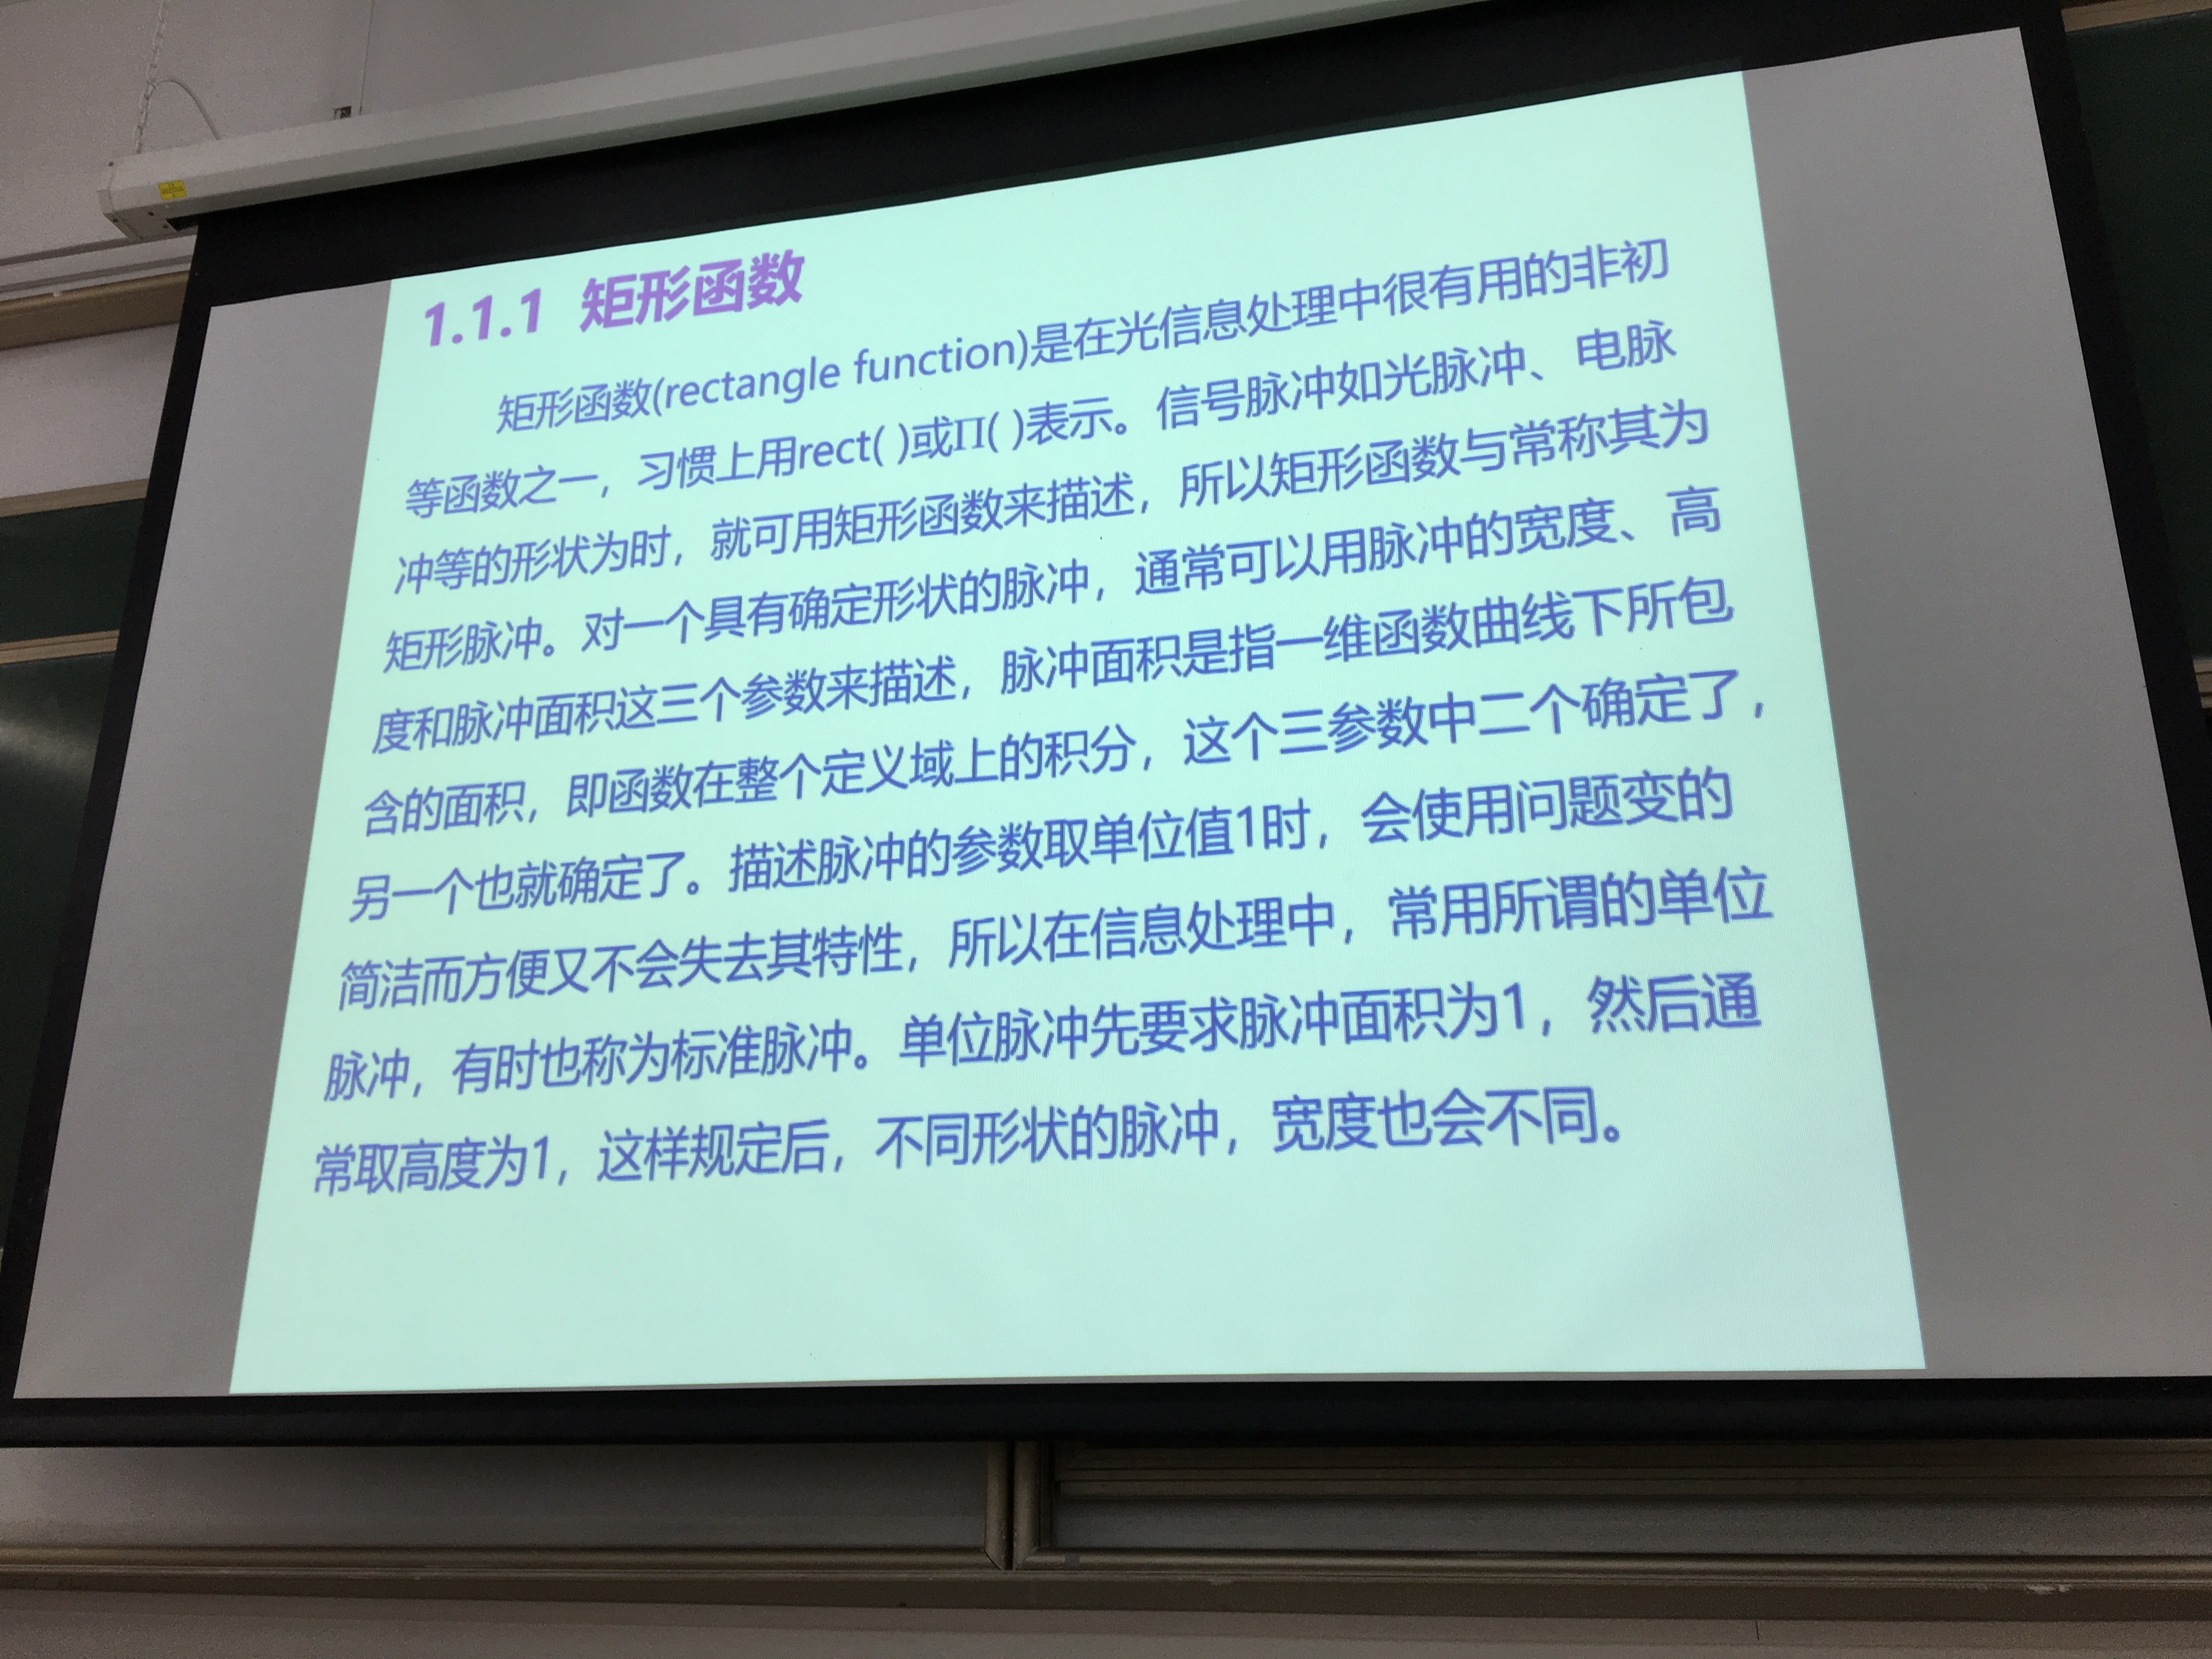 1.1.1 矩形函数
矩形函数(rectangle function)是在光信息处理中很有用的非初
等函数之一，习惯上用rect( )或Π( )表示。信号脉冲如光脉冲、电脉
冲等的形状为时，就可用矩形函数来描述，所以矩形函数与常称其为
矩形脉冲。对一个具有确定形状的脉冲，通常可以用脉冲的宽度、高
度和脉冲面积这三个参数来描述，脉冲面积是指一维函数曲线下所包
含的面积，即函数在整个定义域上的积分，这个三参数中二个确定了，
另一个也就确定了。描述脉冲的参数取单位值1时，会使用问题变的
简洁而方便又不会失去其特性，所以在信息处理中，常用所谓的单位
脉冲，有时也称为标准脉冲。单位脉冲先要求脉冲面积为1，然后通
常取高度为1，这样规定后，不同形状的脉冲，宽度也会不同。